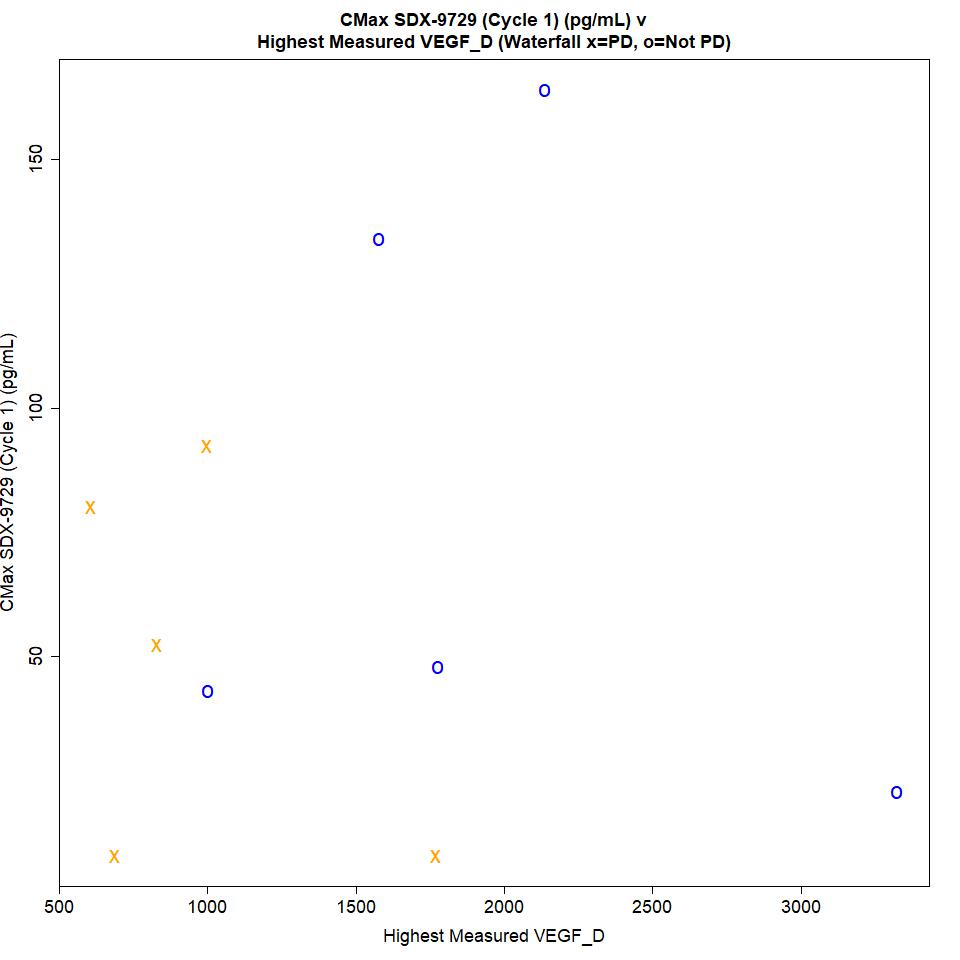 CMax SDX-9729 (Cycle 1) (pg/mL) v
Highest Measured VEGF_D (Waterfall x=PD, o=Not PD)
CMax SDX-9729 (Cycle 1) (pg/mL)
150
100
50
O
O
X
X
X
O
O
O
X
X
500 1000 1500 2000 2500 3000
Highest Measured VEGF_D